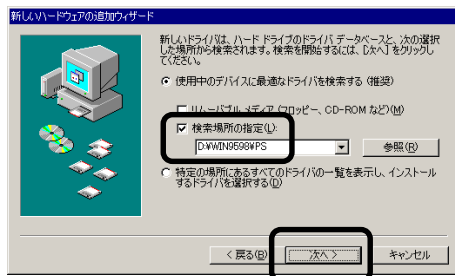 新しいハードウェアの追加ウィザード
新しいドライバは、ハード ドライブのドライバ データベースと、次の選択
した場所から検索されます。検索を開始するには、[次へ] をクリックし
てください。
使用中のデバイスに最適なドライバを検索する (推奨)
リムーバブル メディア (フロッピー、CD-ROM など)(M)
検索場所の指定(L):
D:¥WIN9598¥PS
参照(R)
特定の場所にあるすべてのドライバの一覧を表示し、インストール
するドライバを選択する(D)
< 戻る(B)
次へ >
キャンセル